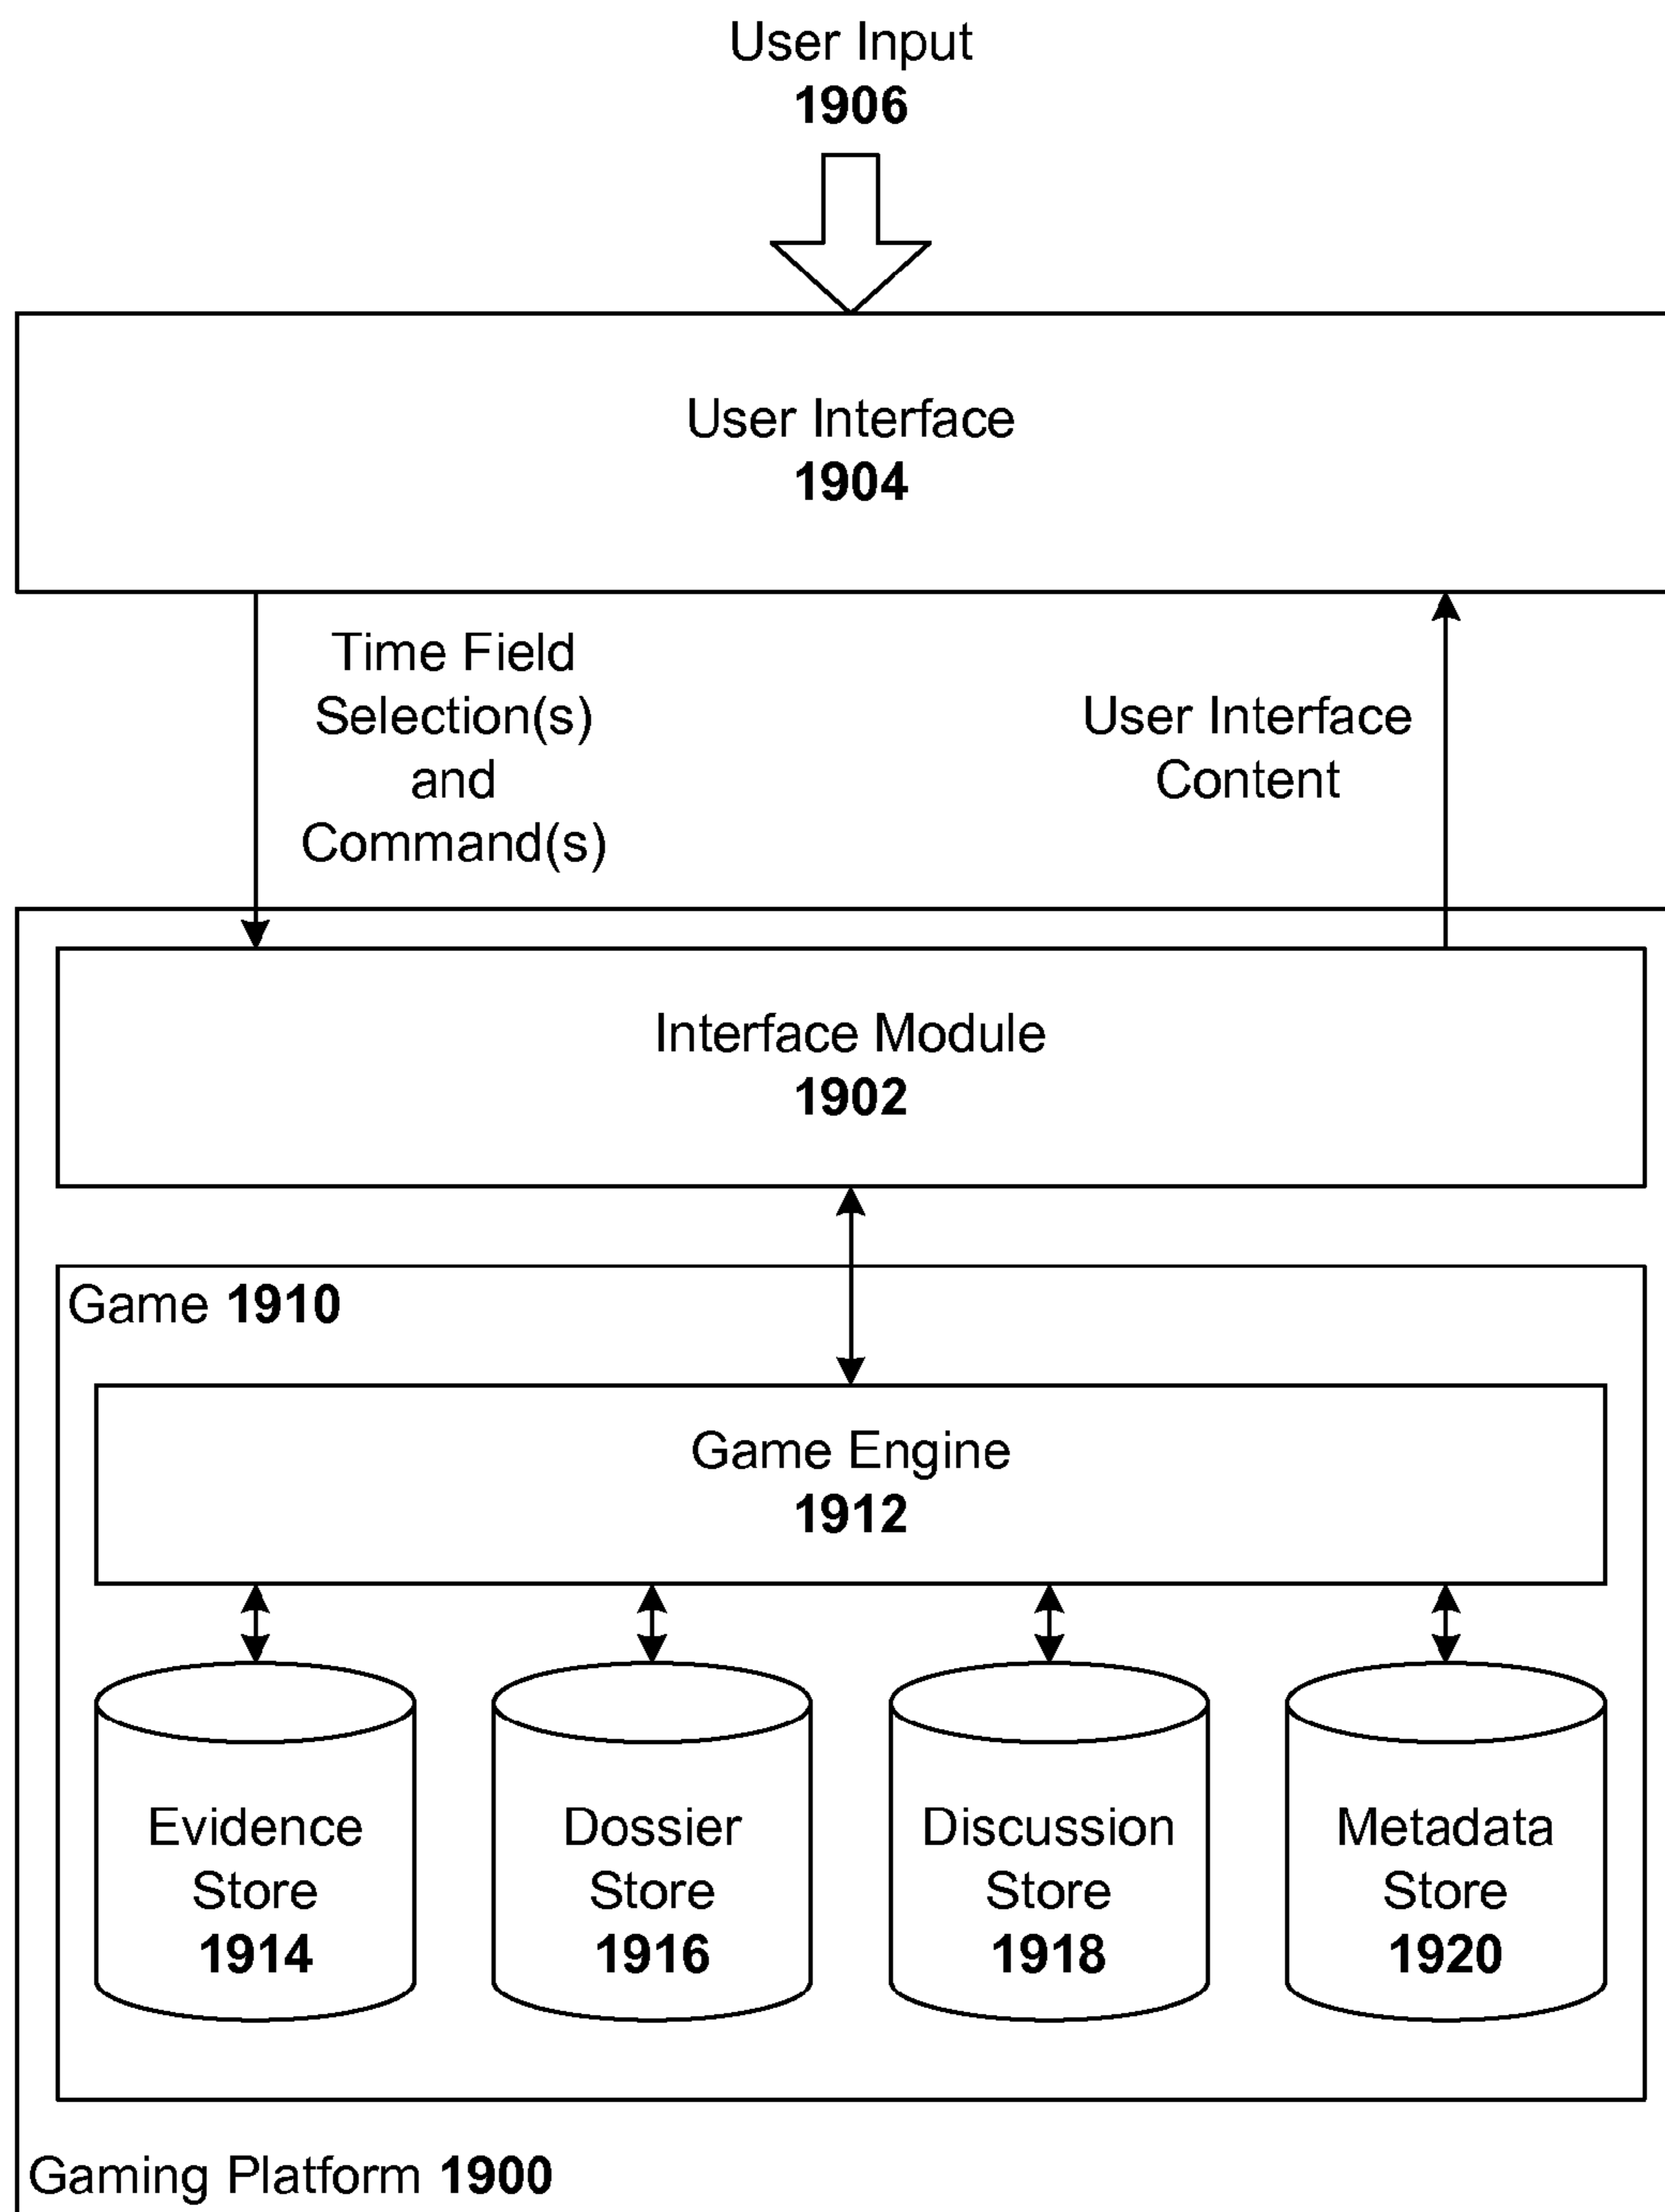 User Input
1906
User Interface
1904
Time Field
Selection(s)
and
Command(s)
User Interface
Content
Interface Module
1902
Game 1910
Game Engine
1912
Evidence
Store
1914
Dossier
Store
1916
Discussion
Store
1918
Metadata
Store
1920
Gaming Platform 1900